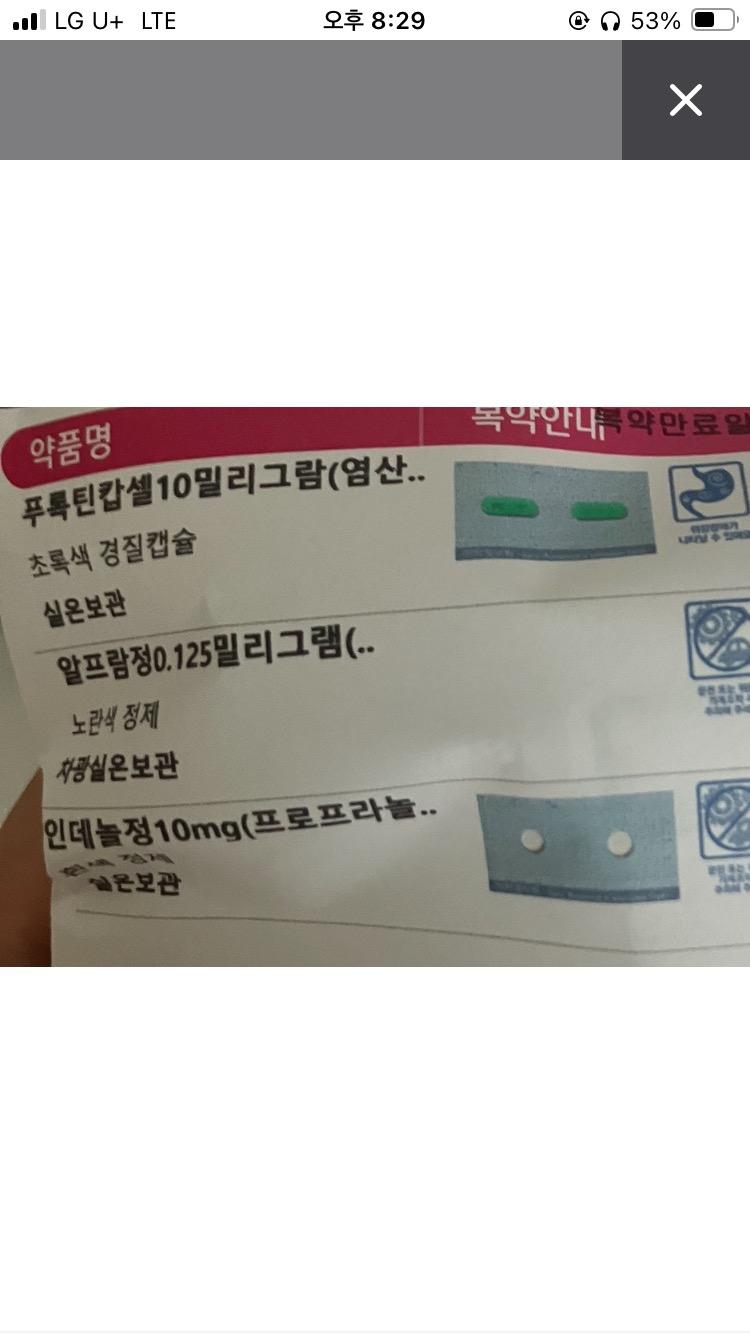 LG U+ LTE 오후 8:29 53%
약품명 복약안내 복약만료일
푸록틴캅셀10밀리그람(염산..
초록색 경질캡슐
실온보관
알프람정0.125밀리그램(..
노란색 정제
차광실온보관
인데놀정10mg(프로프라놀..
정제
실온보관